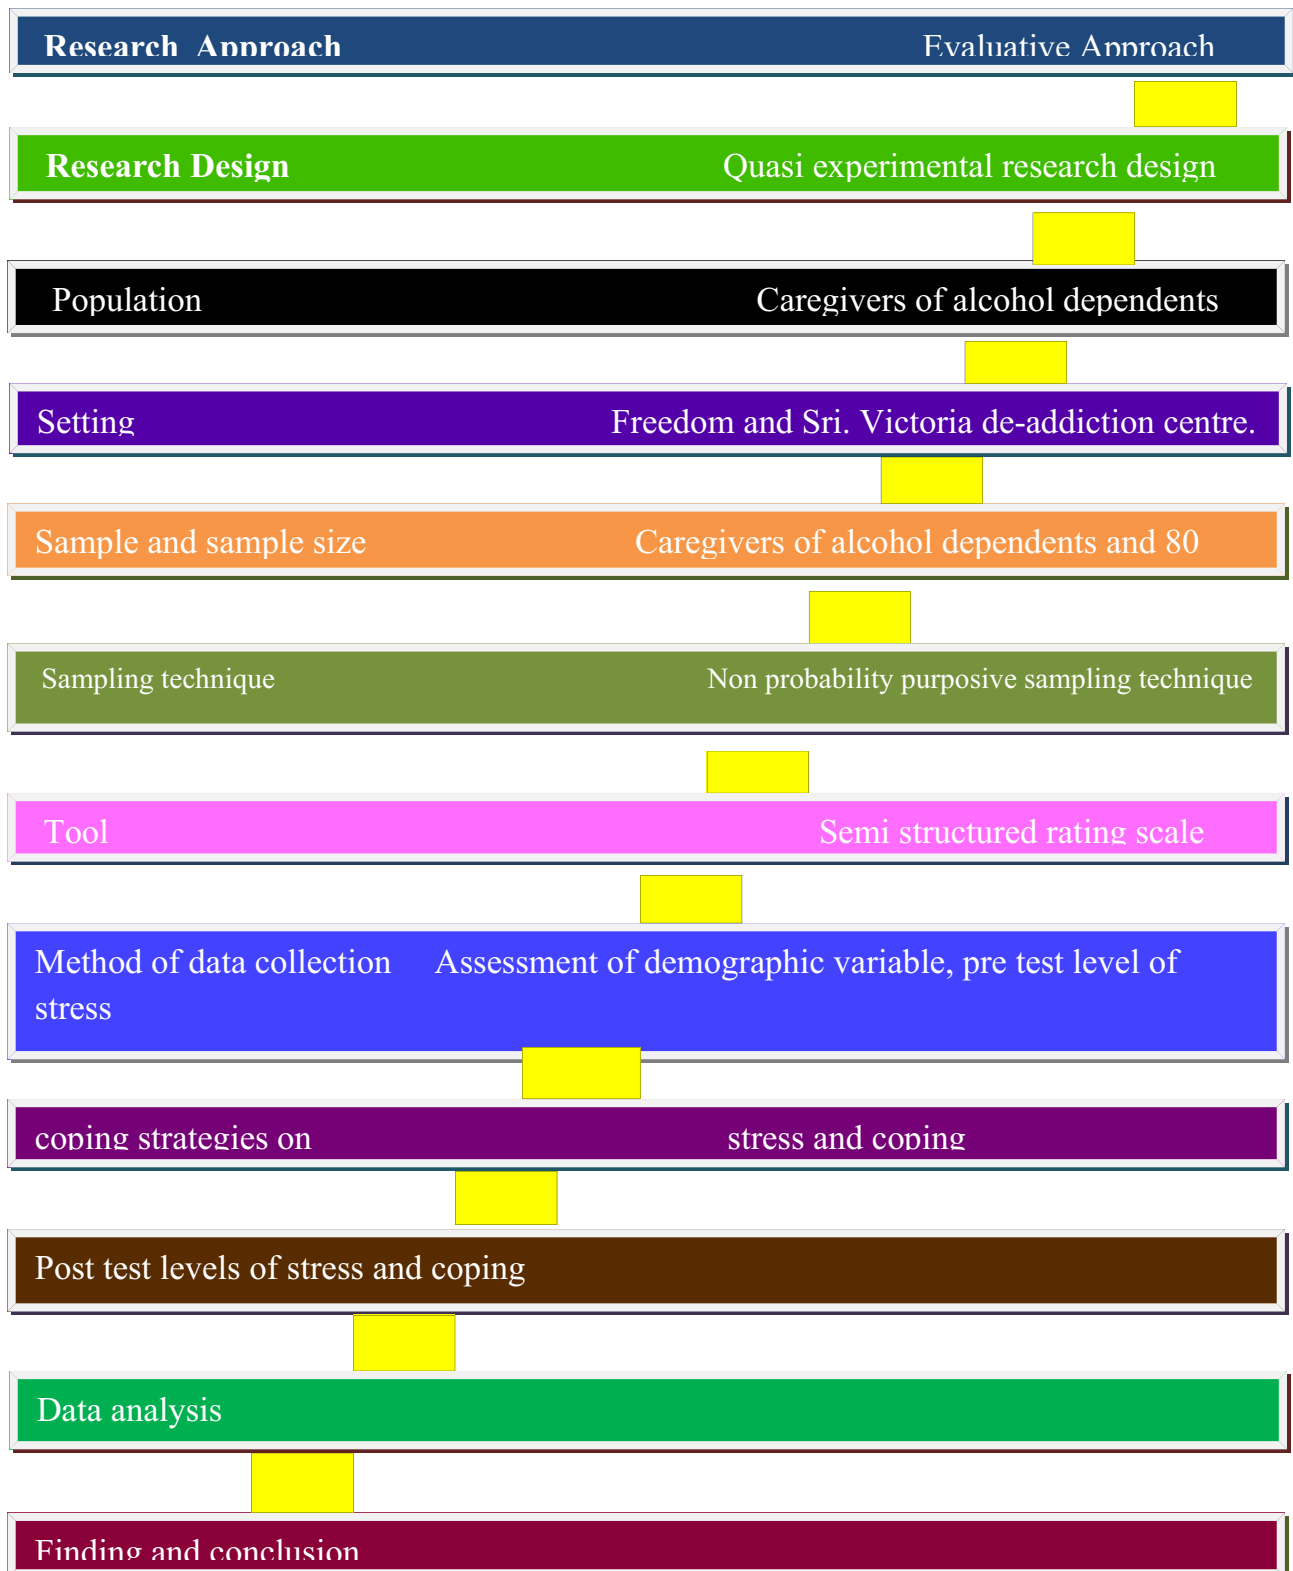 Research Approach Evaluative Approach
Research Design Quasi experimental research design
Population Caregivers of alcohol dependents
Setting Freedom and Sri. Victoria de-addiction centre.
Sample and sample size Caregivers of alcohol dependents and 80
Sampling technique Non probability purposive sampling technique
Tool Semi structured rating scale
Method of data collection Assessment of demographic variable, pre test level of
stress
coping strategies on stress and coping
Post test levels of stress and coping
Data analysis
Finding and conclusion